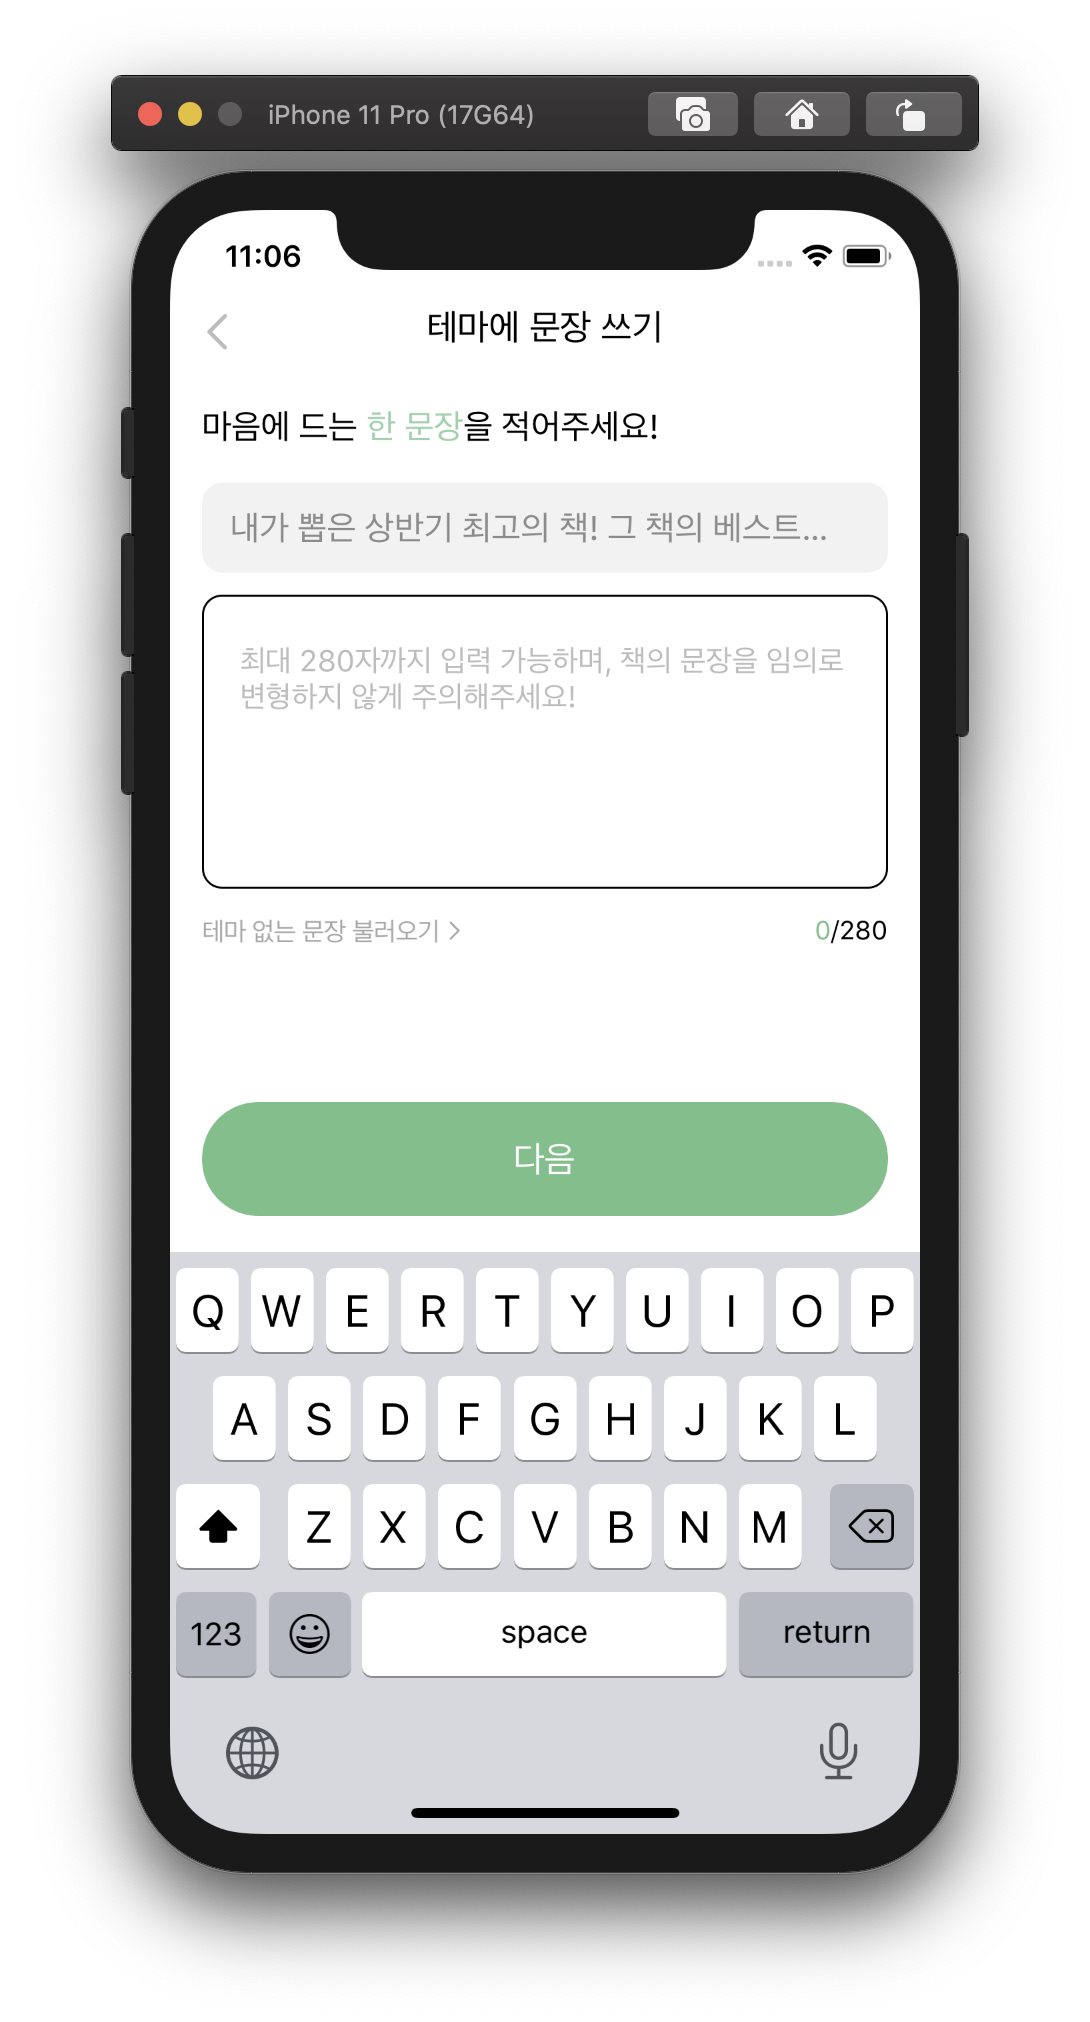 iPhone 11 Pro (17G64)
11:06
테마에 문장 쓰기
마음에 드는 한 문장을 적어주세요!
내가 뽑은 상반기 최고의 책! 그 책의 베스트...
최대 280자까지 입력 가능하며, 책의 문장을 임의로
변형하지 않게 주의해주세요!
테마 없는 문장 불러오기 >
0/280
다음
Q W E R T Y U I O P
A S D F G H J K L
Z X C V B N M
123 space return